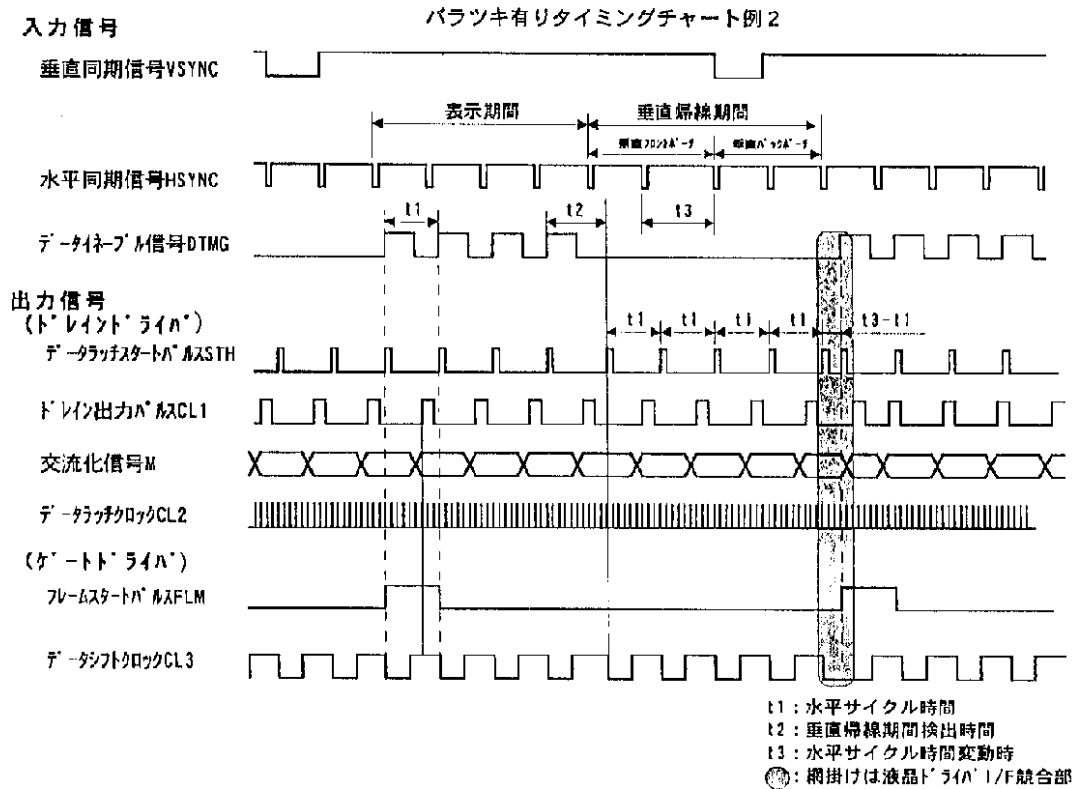 バラツキ有りタイミングチャート例2
入力信号
垂直同期信号VSYNC
表示期間
垂直帰線期間
垂直フロントポーチ
垂直バックポーチ
水平同期信号HSYNC
t1
t2
t3
データイネーブル信号DTMG
出力信号
(ドレインドライバ)
t1
t1
t1
t1
t3-t1
データラッチスタートパルスSTH
ドレイン出力パルスCL1
交流化信号M
データラッチクロックCL2
(ゲートドライバ)
フレームスタートパルスFLM
データシフトクロックCL3
t1:水平サイクル時間
t2:垂直帰線期間検出時間
t3:水平サイクル時間変動時
:網掛けは液晶ドライバI/F競合部